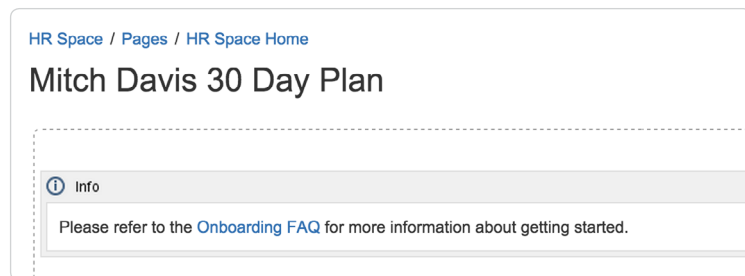 HR Space / Pages / HR Space Home
Mitch Davis 30 Day Plan
Info
Please refer to the Onboarding FAQ for more information about getting started.